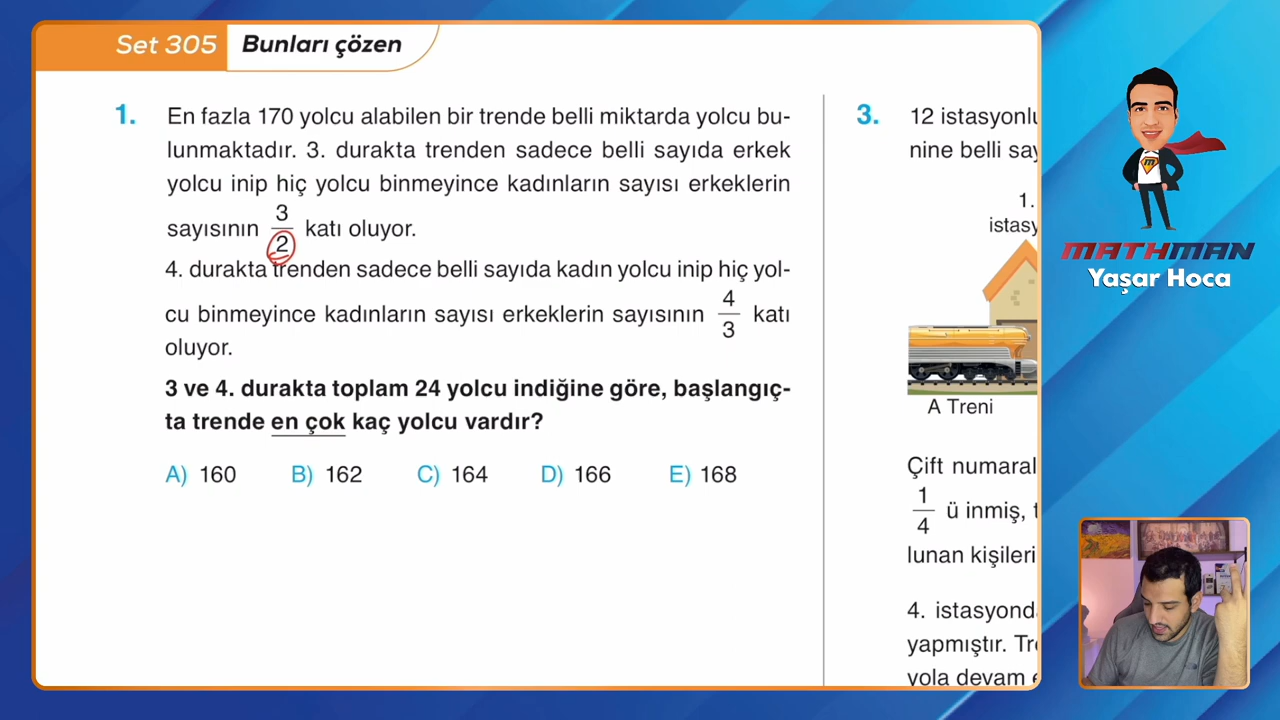 Set 305 Bunları çözen
1. En fazla 170 yolcu alabilen bir trende belli miktarda yolcu bu-
lunmaktadır. 3. durakta trenden sadece belli sayıda erkek
yolcu inip hiç yolcu binmeyince kadınların sayısı erkeklerin
sayısının 3/2 katı oluyor.
4. durakta trenden sadece belli sayıda kadın yolcu inip hiç yol-
cu binmeyince kadınların sayısı erkeklerin sayısının 4/3 katı
oluyor.
3 ve 4. durakta toplam 24 yolcu indiğine göre, başlangıç-
ta trende en çok kaç yolcu vardır?
A) 160 B) 162 C) 164 D) 166 E) 168
3. 12 istasyonlu
nine belli say
1.
istasy
A Treni
Çift numaral
1/4 ü inmiş, t
lunan kişileri
4. istasyonda
yapmıştır. Tre
yola devam e
m
MATHMAN
Yaşar Hoca